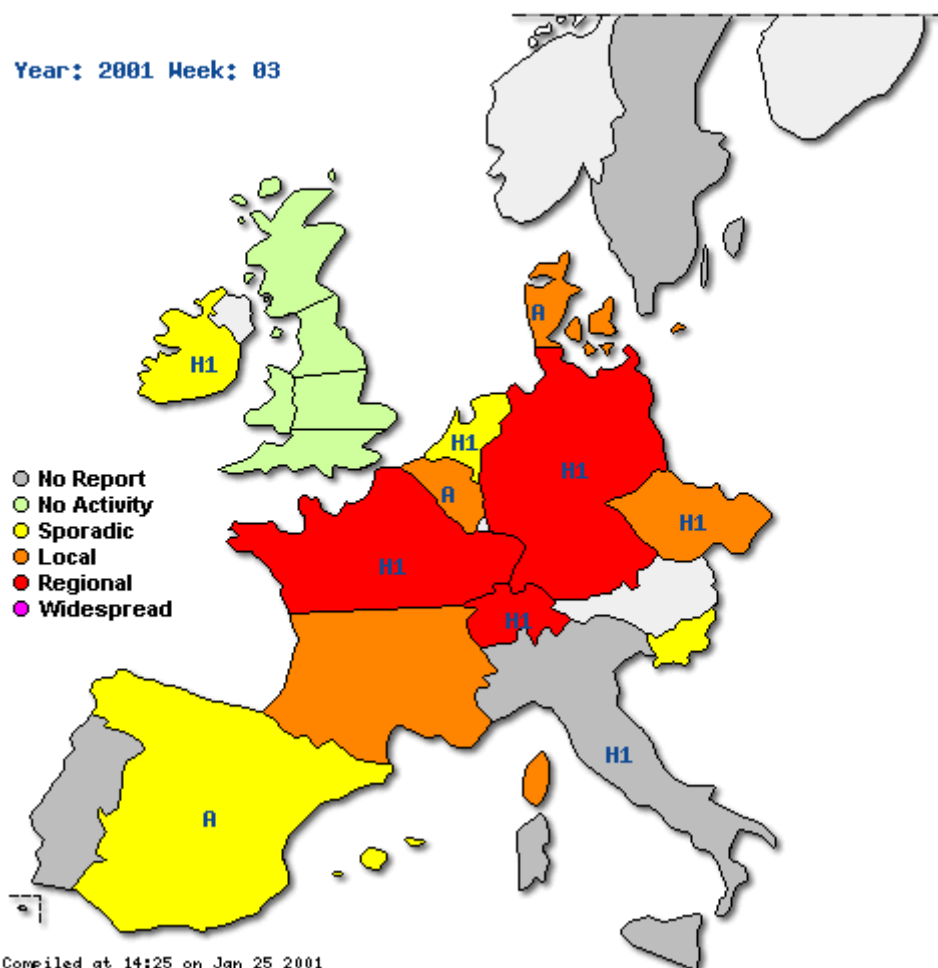 Year: 2001 Week: 03
A
H1
H1
H1
No Report
A
No Activity
H1
Sporadic
Local
H1
Regional
Widespread
H1
H1
A
Compiled at 14:25 on Jan 25 2001